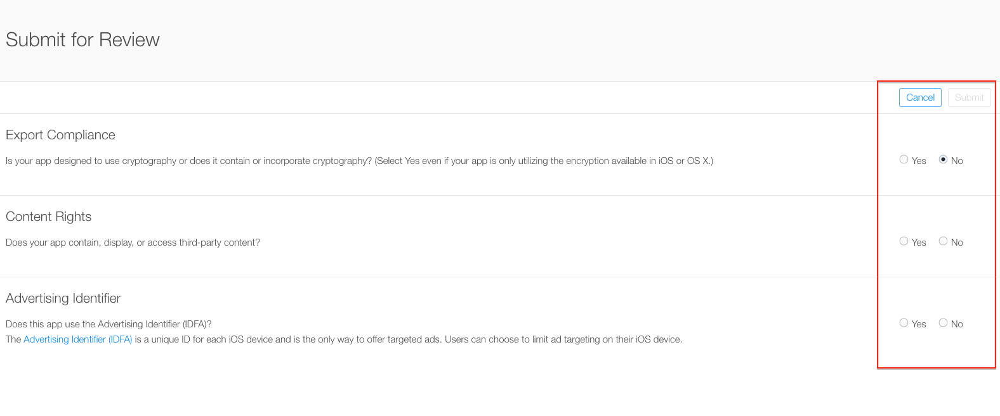 Submit for Review
Cancel Submit
Export Compliance
Is your app designed to use cryptography or does it contain or incorporate cryptography? (Select Yes even if your app is only utilizing the encryption available in iOS or OS X.)
Yes No
Content Rights
Does your app contain, display, or access third-party content?
Yes No
Advertising Identifier
Does this app use the Advertising Identifier (IDFA)?
Yes No
The Advertising Identifier (IDFA) is a unique ID for each iOS device and is the only way to offer targeted ads. Users can choose to limit ad targeting on their iOS device.